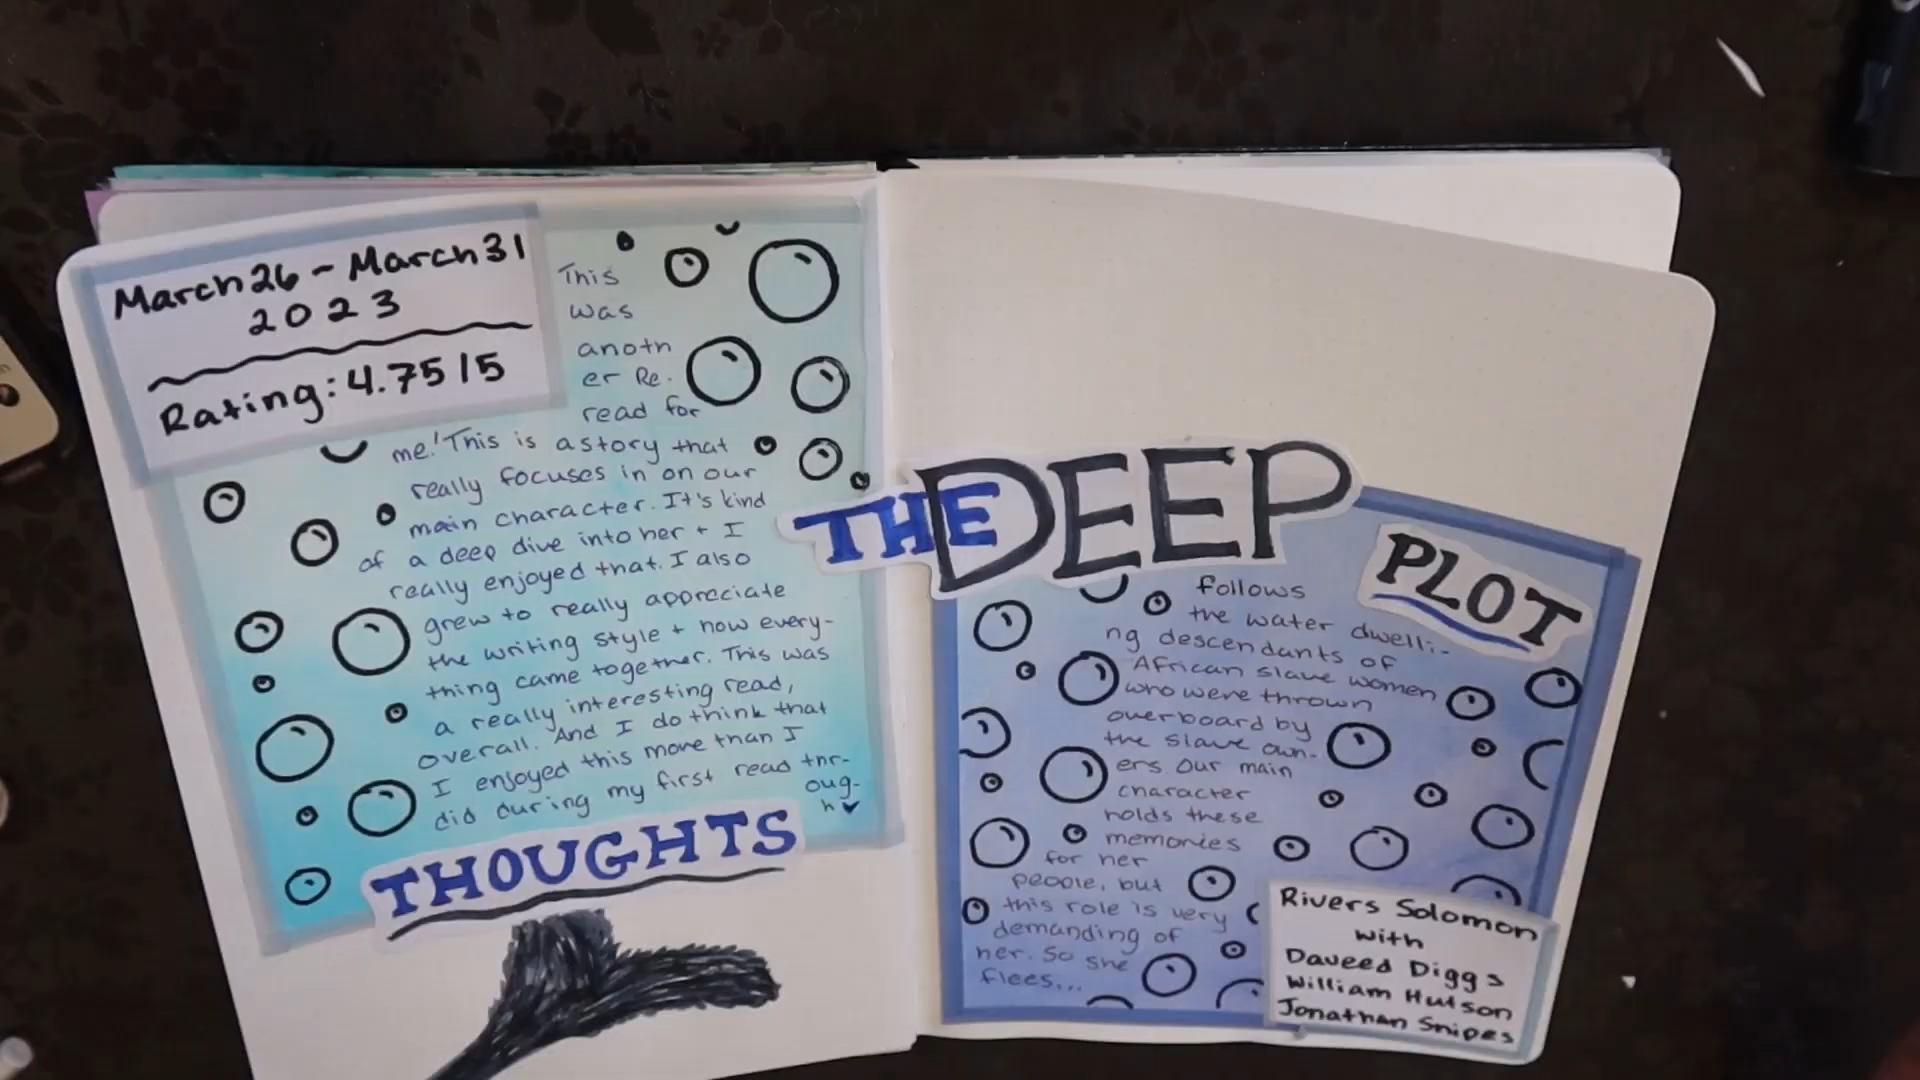 March 26 ~ March 31
2023
Rating: 4.75/5
This
was
anoth
er Re-
read for
me! This is a story that
really focuses in on our
main character. It's kind
of a deep dive into her + I
really enjoyed that. I also
grew to really appreciate
the writing style + how every-
thing came together. This was
a really interesting read,
overall. And I do think that
I enjoyed this more than I
did during my first read thr-
oug-
h
THOUGHTS
THE DEEP
PLOT
follows
the water dwelli-
ng descendants of
African slave women
who were thrown
overboard by
the slave own-
ers. Our main
character
holds these
memories
for her
people, but
this role is very
demanding of
her. So she
flees...
Rivers Solomon
with
Daveed Diggs
William Hutson
Jonathan Snipes